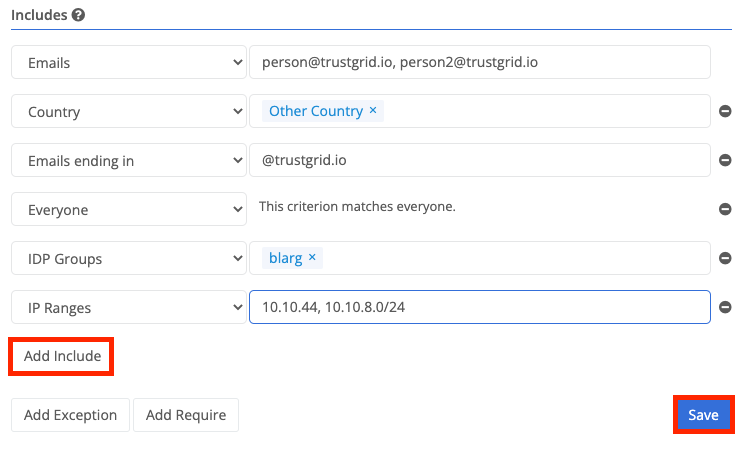 Includes ?
Emails person@trustgrid.io, person2@trustgrid.io
Country Other Country ×
Emails ending in @trustgrid.io
Everyone This criterion matches everyone.
IDP Groups blarg ×
IP Ranges 10.10.44, 10.10.8.0/24
Add Include
Add Exception Add Require Save